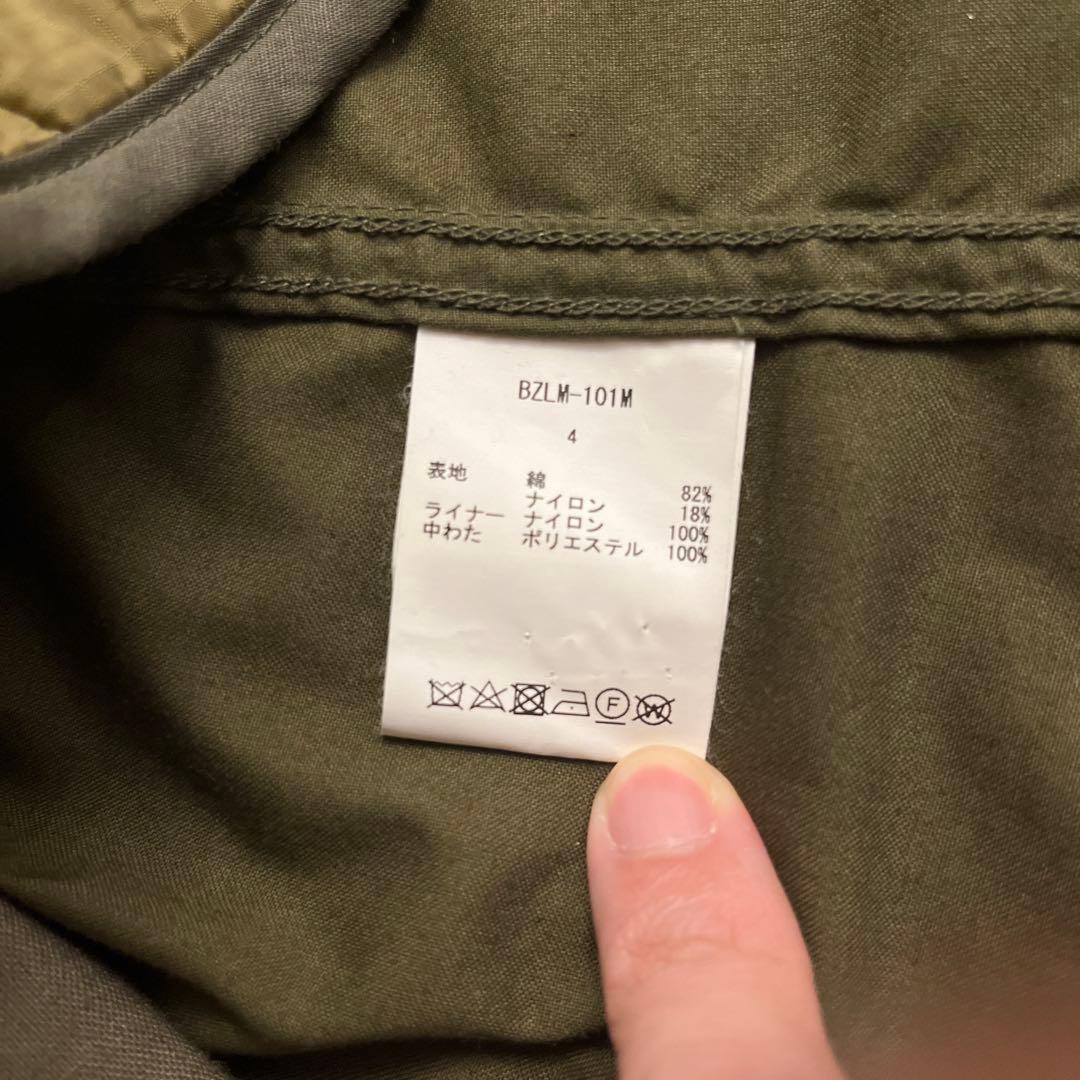 BZLM-101M
4
表地 綿 82%
ナイロン 18%
ライナー ナイロン 100%
中わた ポリエステル 100%
F W